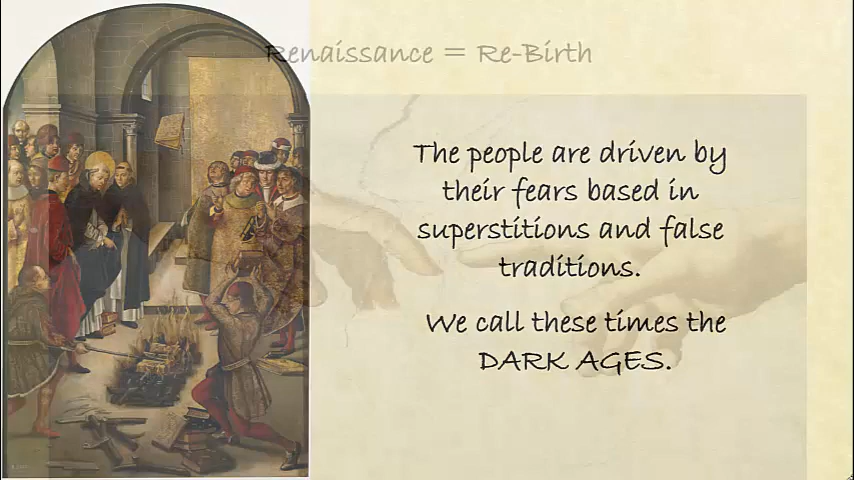 Renaissance = Re-Birth
The people are driven by
their fears based in
superstitions and false
traditions.
We call these times the
DARK AGES.